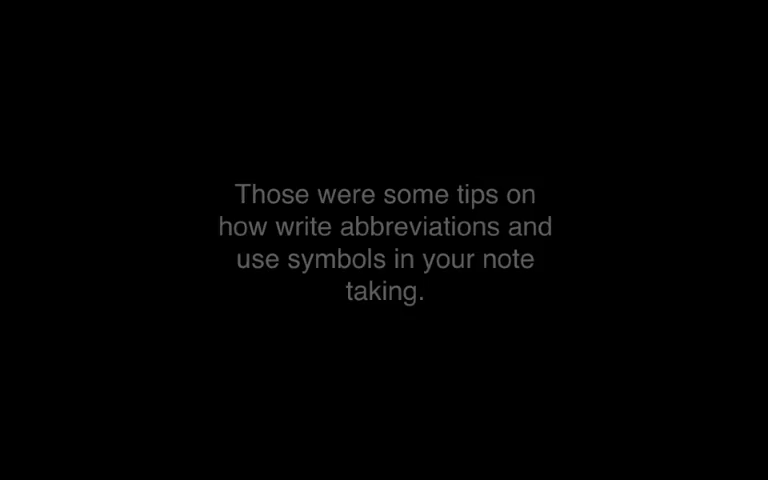 Those were some tips on
how write abbreviations and
use symbols in your note
taking.